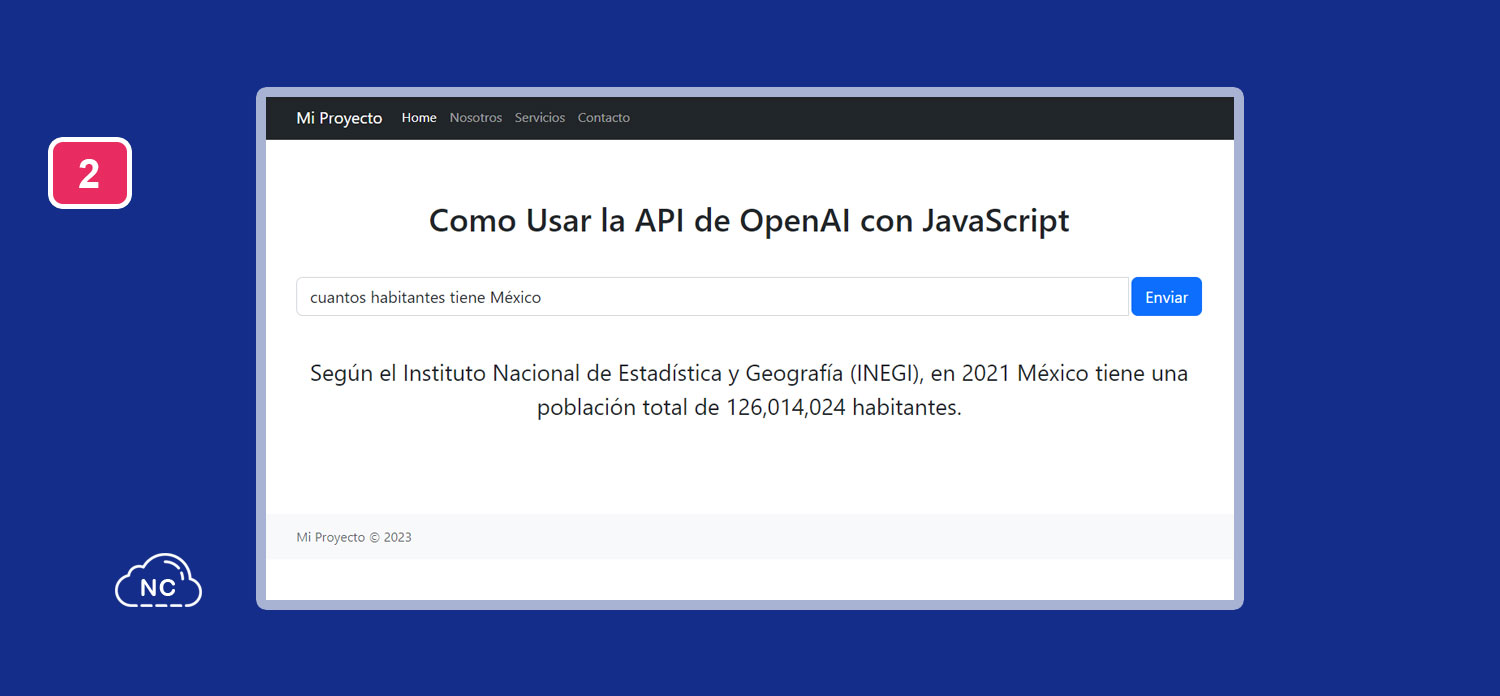 2
Mi Proyecto Home Nosotros Servicios Contacto
Como Usar la API de OpenAI con JavaScript
cuantos habitantes tiene México Enviar
Según el Instituto Nacional de Estadística y Geografía (INEGI), en 2021 México tiene una
población total de 126,014,024 habitantes.
Mi Proyecto © 2023
NC